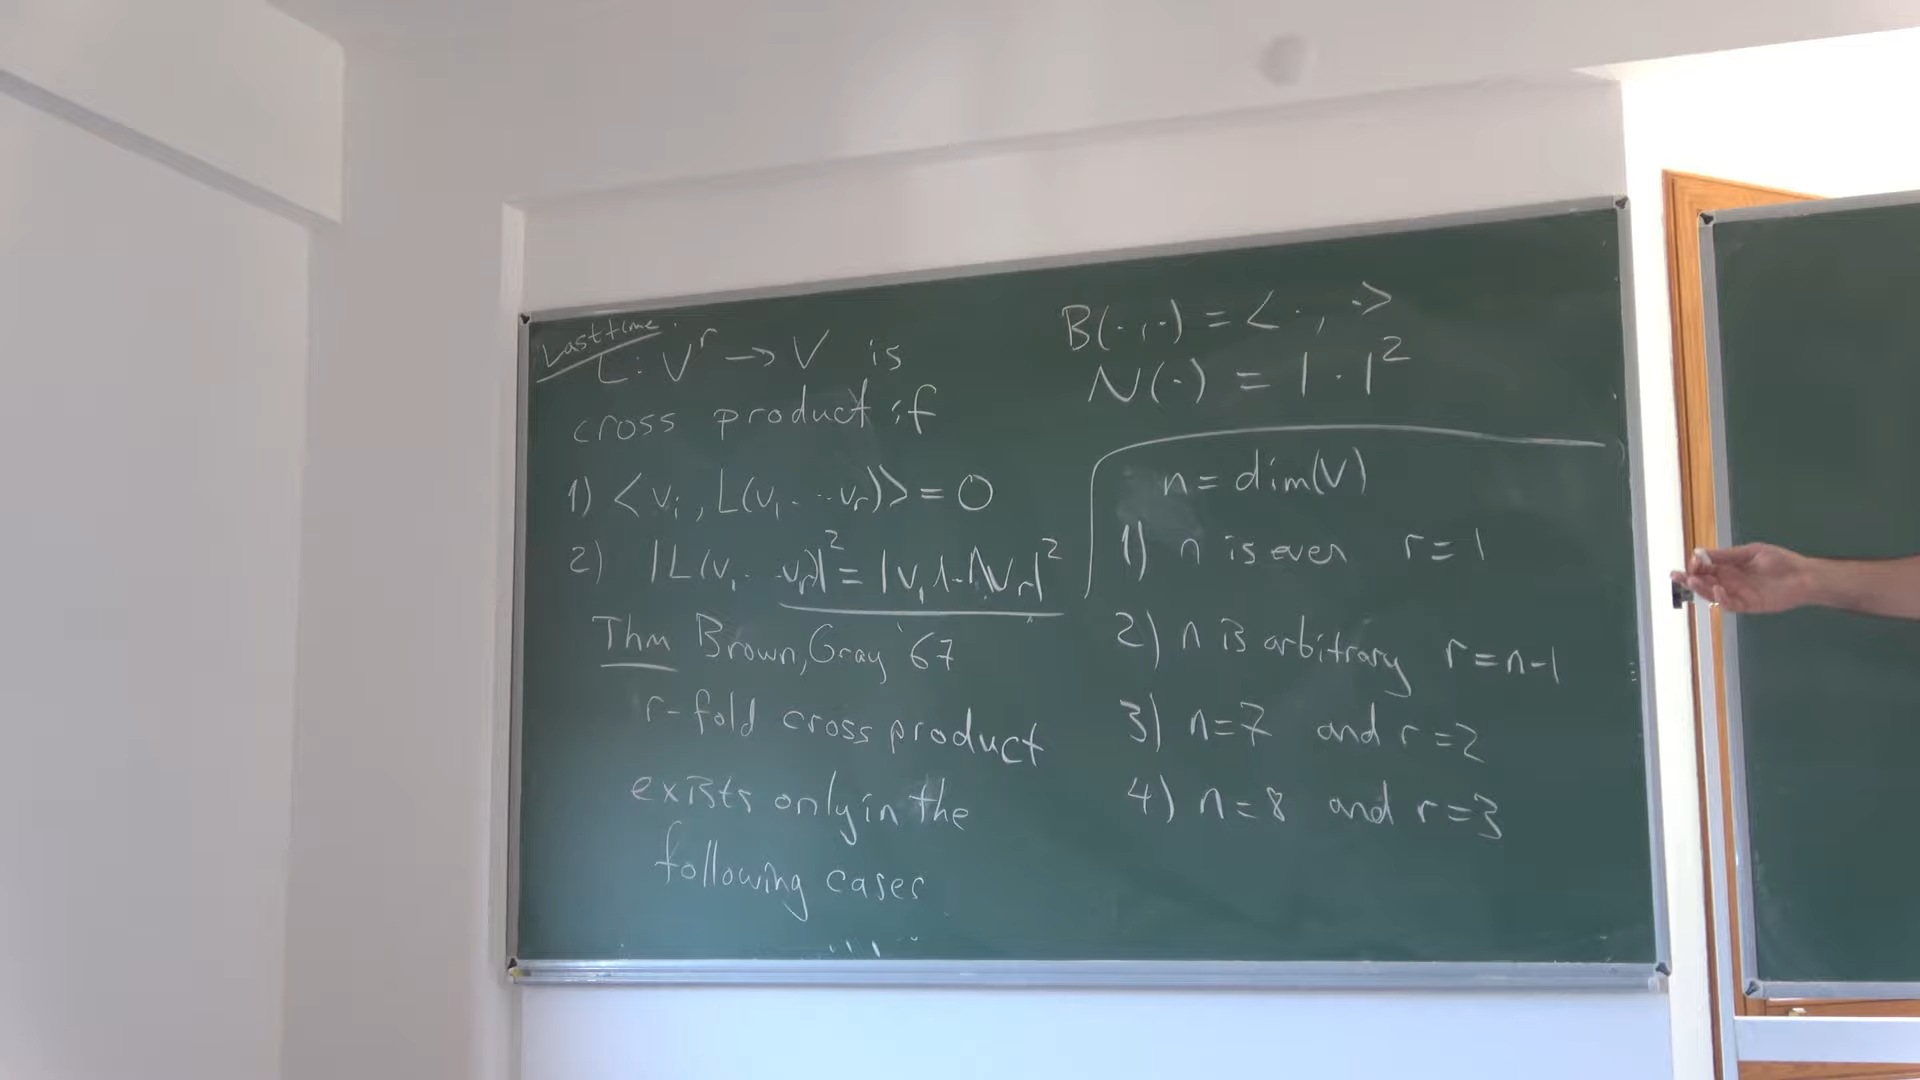 Last time.
L: V^r → V is
cross product if
1) < v_i, L(v_1 ... v_r) > = 0
2) |L(v_1 ... v_r)|^2 = |v_1 ∧ .. ∧ v_r|^2
Thm Brown, Gray '67
r-fold cross product
exists only in the
following cases
B(·,·) = < ·, · >
N(·) = | · |^2
n = dim(V)
1) n is even r = 1
2) n is arbitrary r = n-1
3) n = 7 and r = 2
4) n = 8 and r = 3